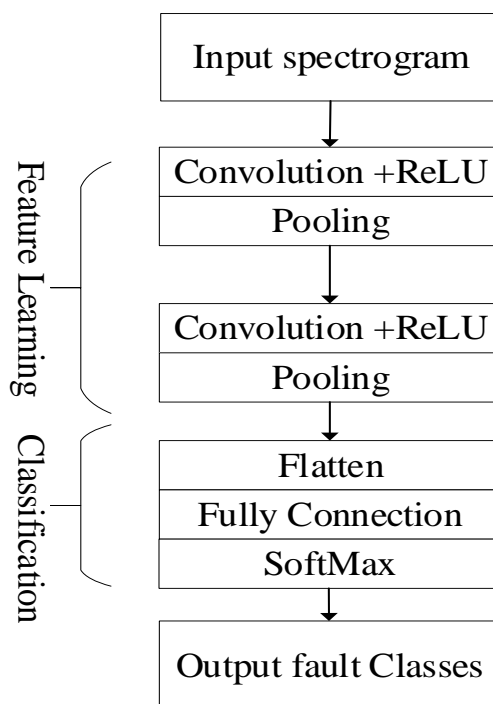 Input spectrogram
Feature Learning
Convolution +ReLU
Pooling
Convolution +ReLU
Pooling
Classification
Flatten
Fully Connection
SoftMax
Output fault Classes